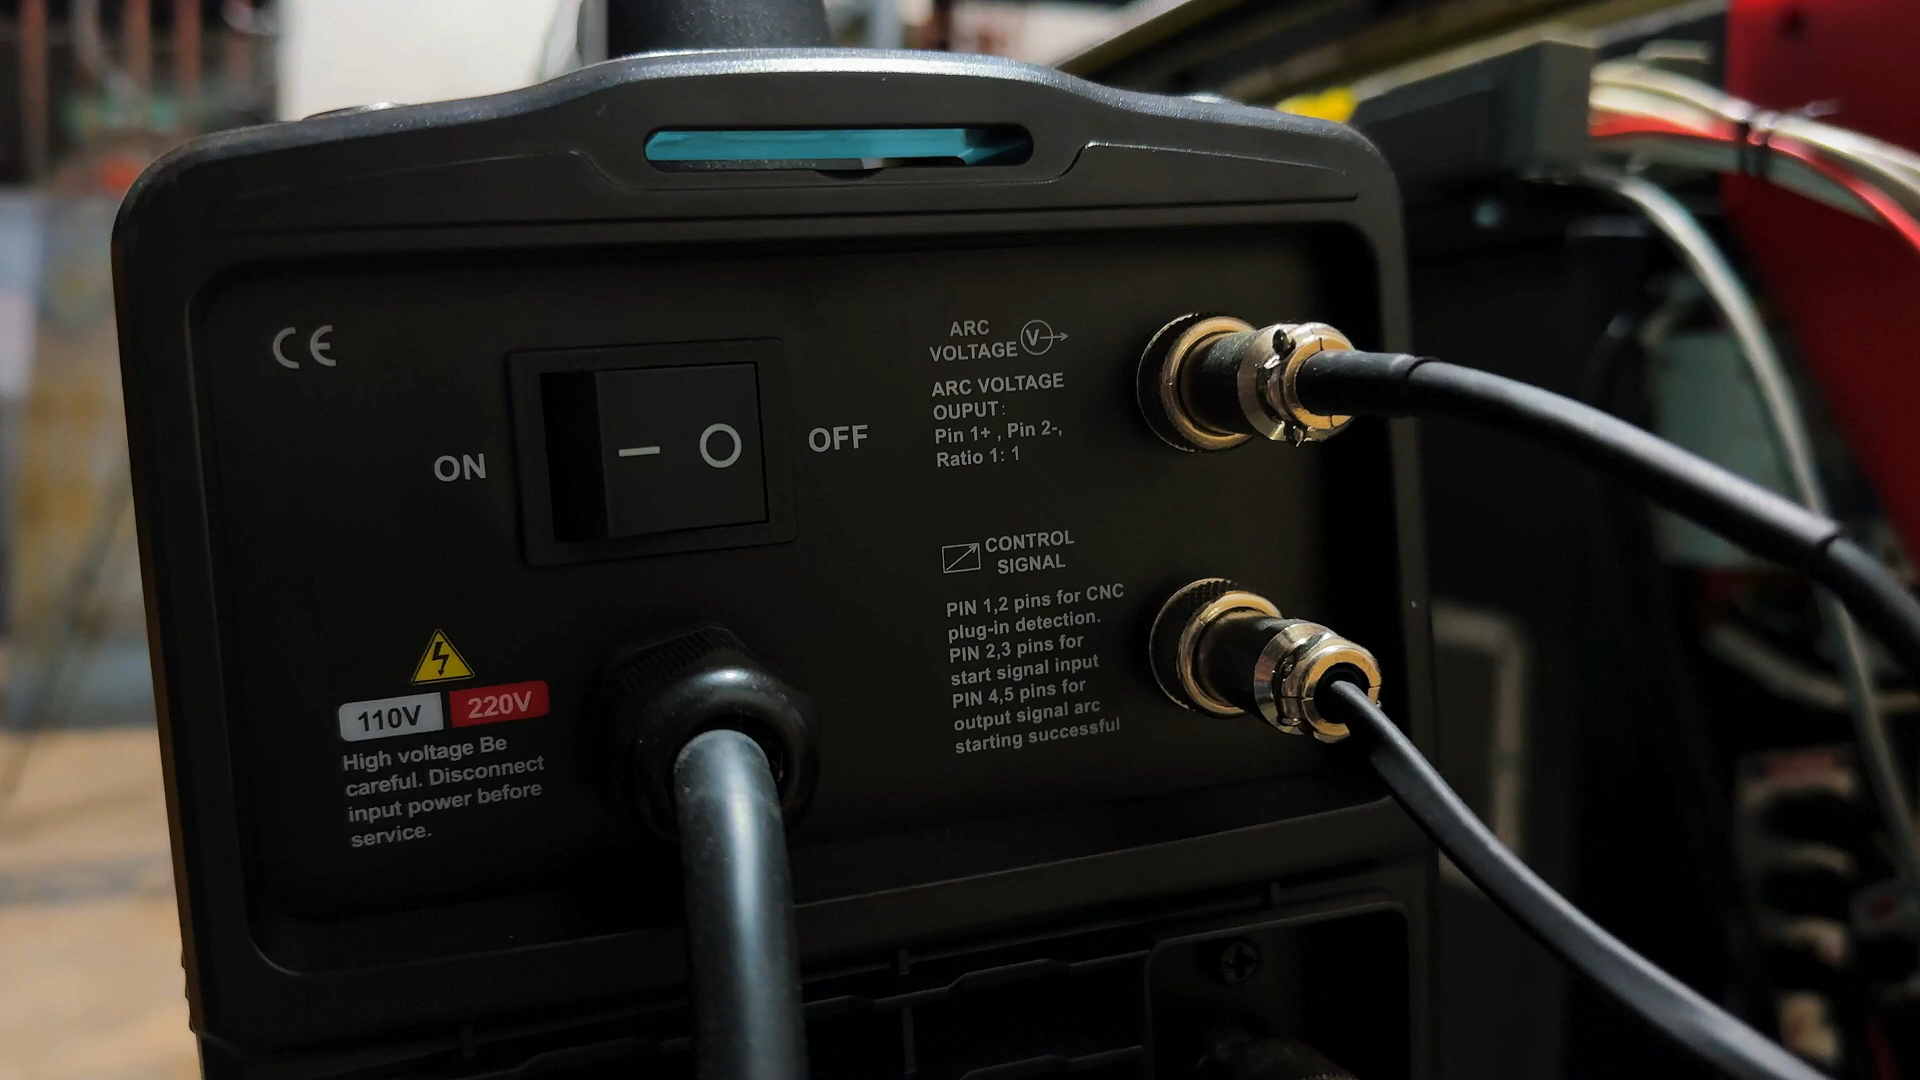 CE
ON
OFF
110V
220V
High voltage Be
careful. Disconnect
input power before
service.
ARC
VOLTAGE V
ARC VOLTAGE
OUPUT:
Pin 1+ , Pin 2-,
Ratio 1: 1
CONTROL
SIGNAL
PIN 1,2 pins for CNC
plug-in detection.
PIN 2,3 pins for
start signal input
PIN 4,5 pins for
output signal arc
starting successful